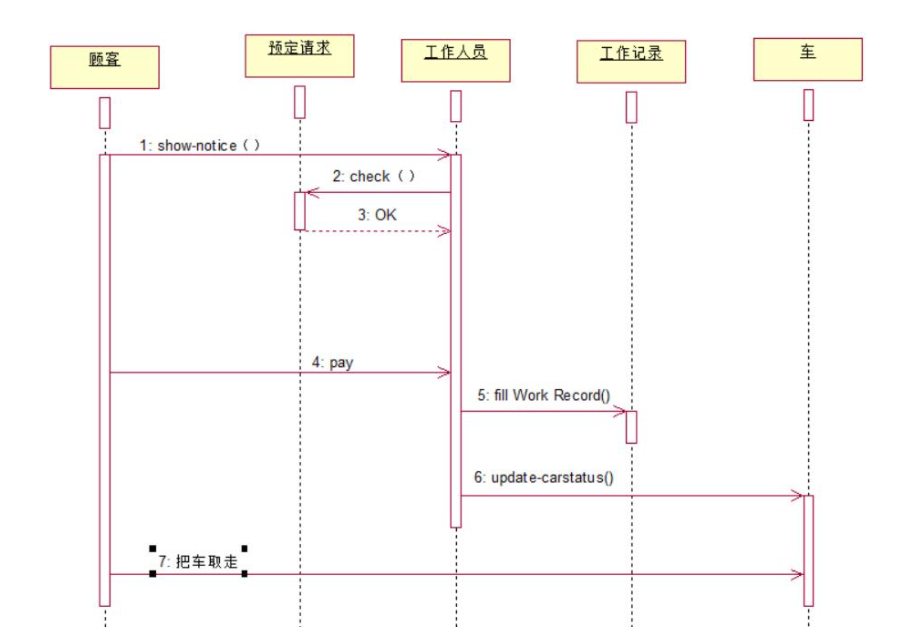 顾客
预定请求
工作人员
工作记录
车
1: show-notice（ ）
2: check（ ）
3: OK
4: pay
5: fill Work Record()
6: update-carstatus()
7: 把车取走